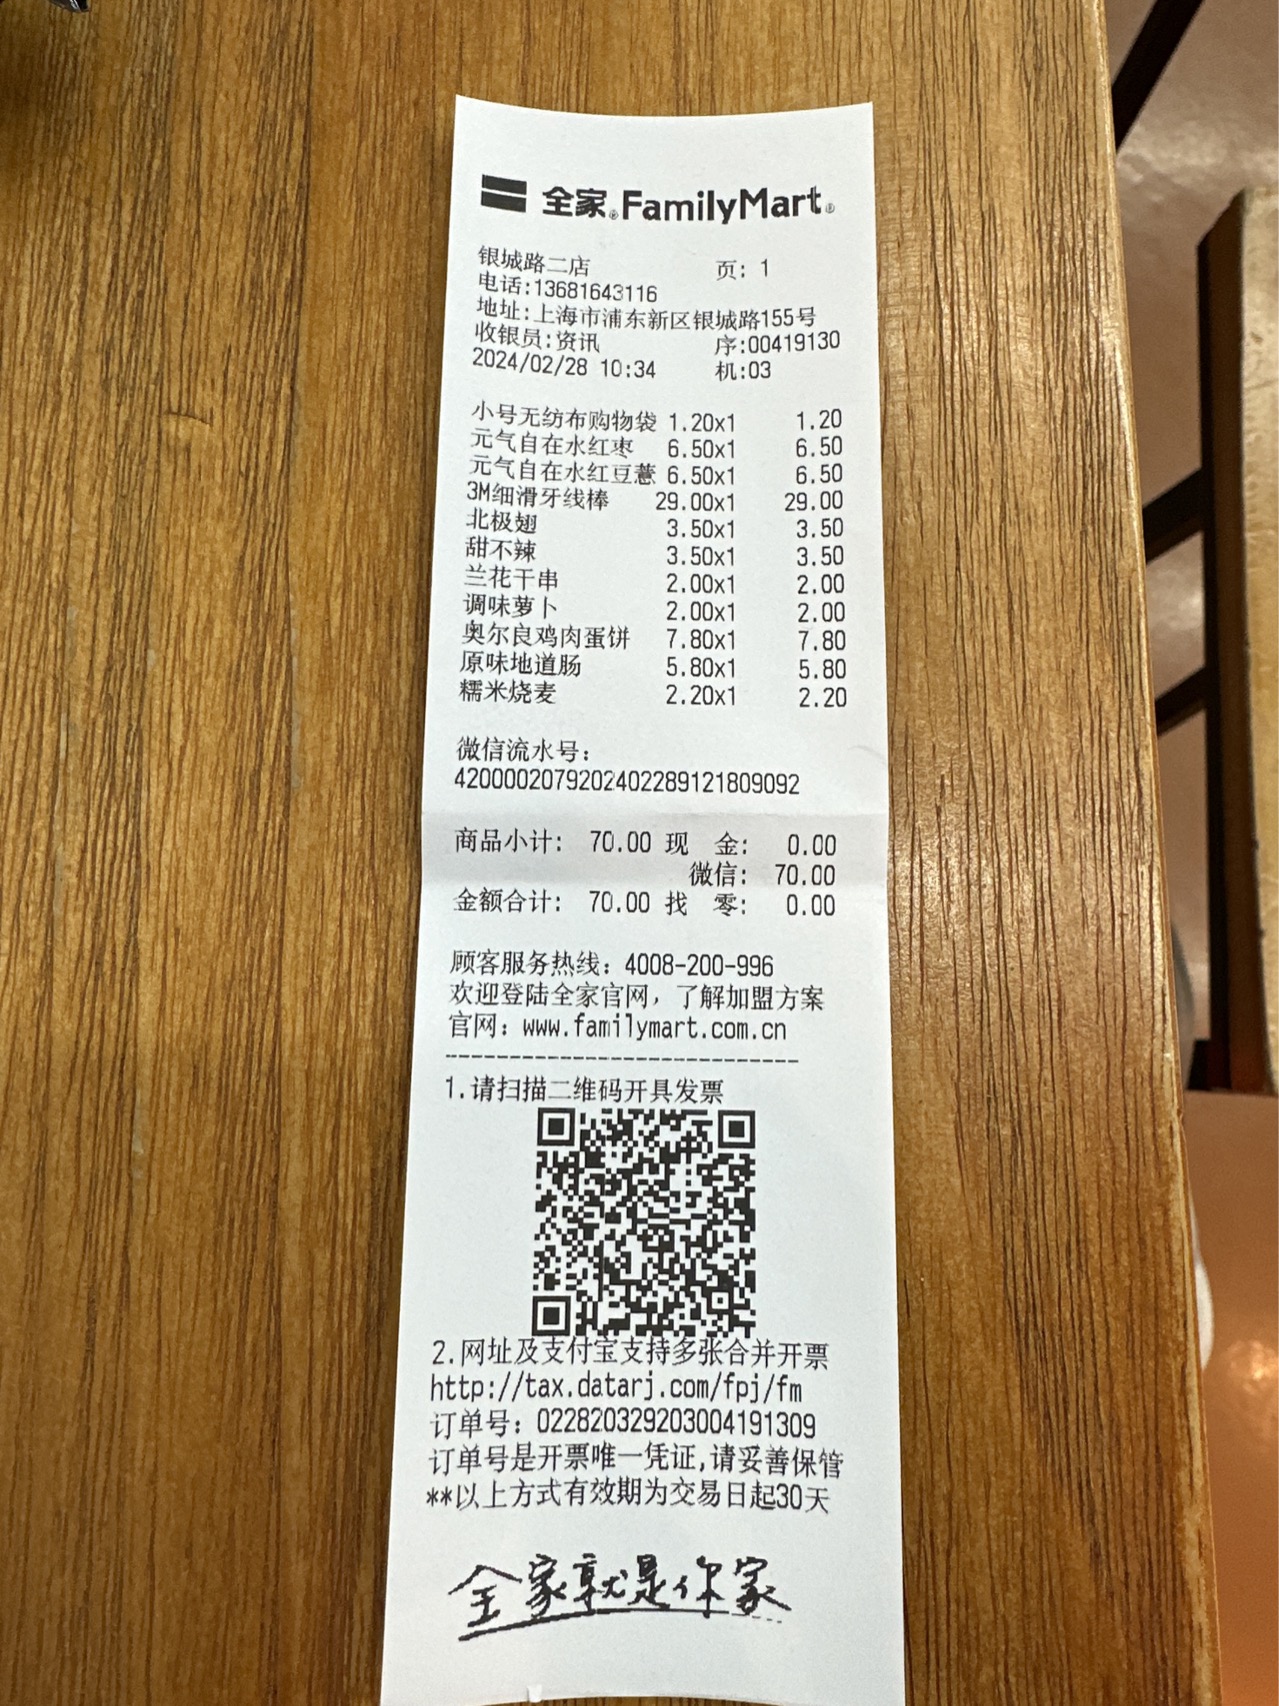 全家® FamilyMart®
银城路二店 页: 1
电话:13681643116
地址:上海市浦东新区银城路155号
收银员:资讯 序:00419130
2024/02/28 10:34 机:03
小号无纺布购物袋 1.20x1 1.20
元气自在水红枣 6.50x1 6.50
元气自在水红豆薏 6.50x1 6.50
3M细滑牙线棒 29.00x1 29.00
北极翅 3.50x1 3.50
甜不辣 3.50x1 3.50
兰花干串 2.00x1 2.00
调味萝卜 2.00x1 2.00
奥尔良鸡肉蛋饼 7.80x1 7.80
原味地道肠 5.80x1 5.80
糯米烧麦 2.20x1 2.20
微信流水号:
4200002079202402289121809092
商品小计: 70.00 现 金: 0.00
微信: 70.00
金额合计: 70.00 找 零: 0.00
顾客服务热线: 4008-200-996
欢迎登陆全家官网, 了解加盟方案
官网: www.familymart.com.cn
1.请扫描二维码开具发票
2.网址及支付宝支持多张合并开票
http://tax.datarj.com/fpj/fm
订单号: 022820329203004191309
订单号是开票唯一凭证,请妥善保管
**以上方式有效期为交易日起30天
全家就是你家